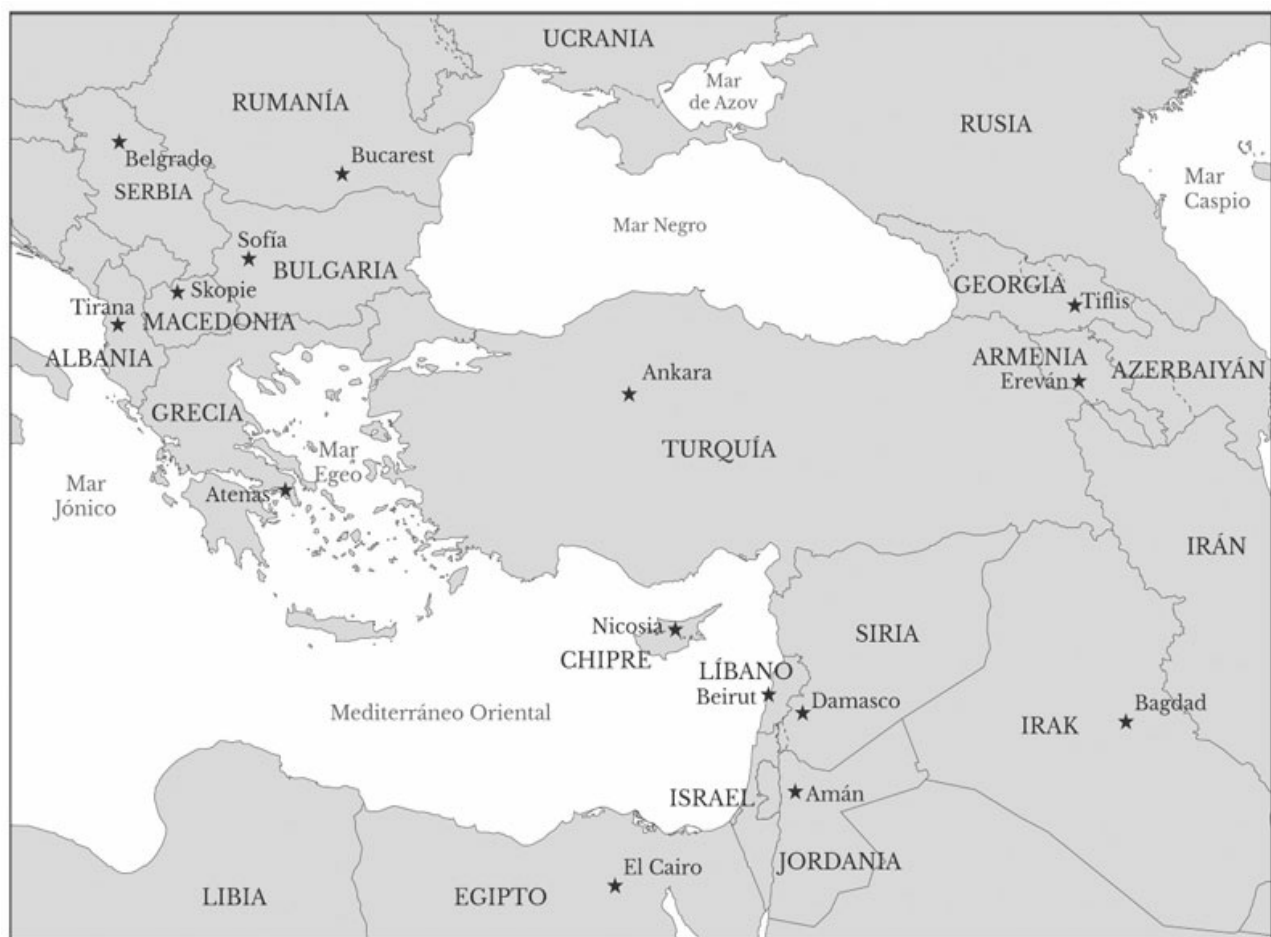 UCRANIA
Mar
de Azov
RUMANÍA
RUSIA
Belgrado
Bucarest
SERBIA
Mar
Caspio
Mar Negro
Sofía
BULGARIA
Skopie
GEORGIA
Tiflis
Tirana
MACEDONIA
ALBANIA
ARMENIA
Ereván
AZERBAIYÁN
Ankara
GRECIA
TURQUÍA
Mar
Egeo
Mar
Jónico
Atenas
IRÁN
Nicosia
CHIPRE
SIRIA
LÍBANO
Beirut
Damasco
Mediterráneo Oriental
IRAK
Bagdad
ISRAEL
Amán
JORDANIA
El Cairo
LIBIA
EGIPTO